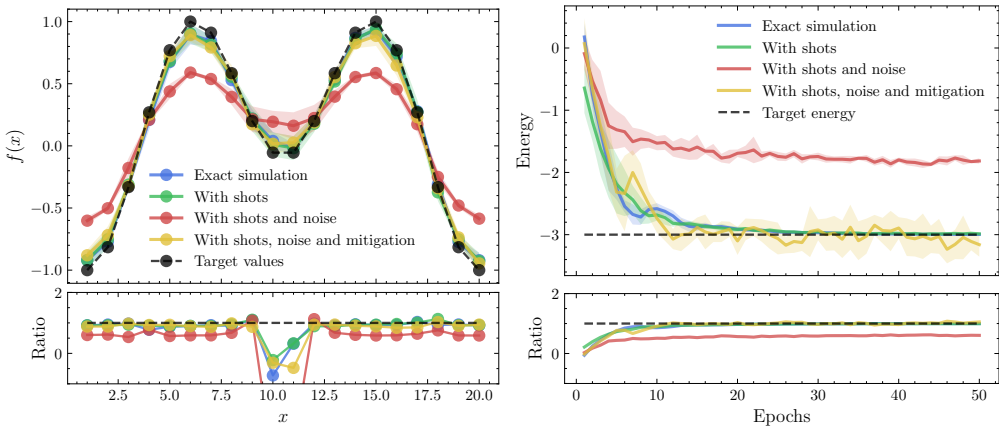 1.0
0.5
0.0
−0.5
−1.0
f(x)
Exact simulation
With shots
With shots and noise
With shots, noise and mitigation
Target values
2
0
Ratio
2.5
5.0
7.5
10.0
12.5
15.0
17.5
20.0
x
0
−1
−2
−3
Energy
Exact simulation
With shots
With shots and noise
With shots, noise and mitigation
Target energy
2
0
Ratio
0
10
20
30
40
50
Epochs